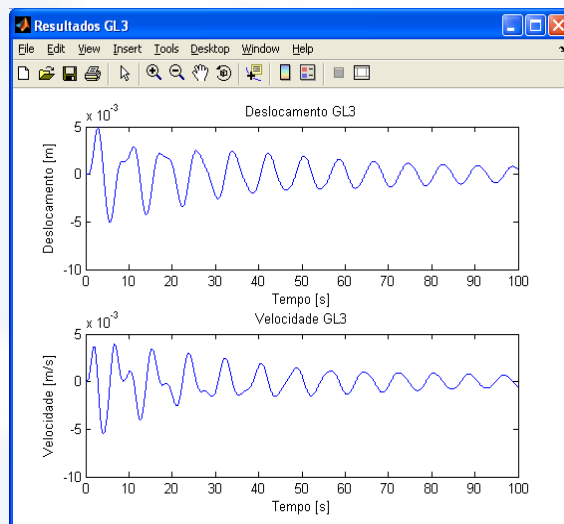 Resultados GL3
File Edit View Insert Tools Desktop Window Help
x 10^-3
Deslocamento GL3
Deslocamento [m]
5
0
-5
-10
0 10 20 30 40 50 60 70 80 90 100
Tempo [s]
x 10^-3
Velocidade GL3
Velocidade [m/s]
5
0
-5
-10
0 10 20 30 40 50 60 70 80 90 100
Tempo [s]